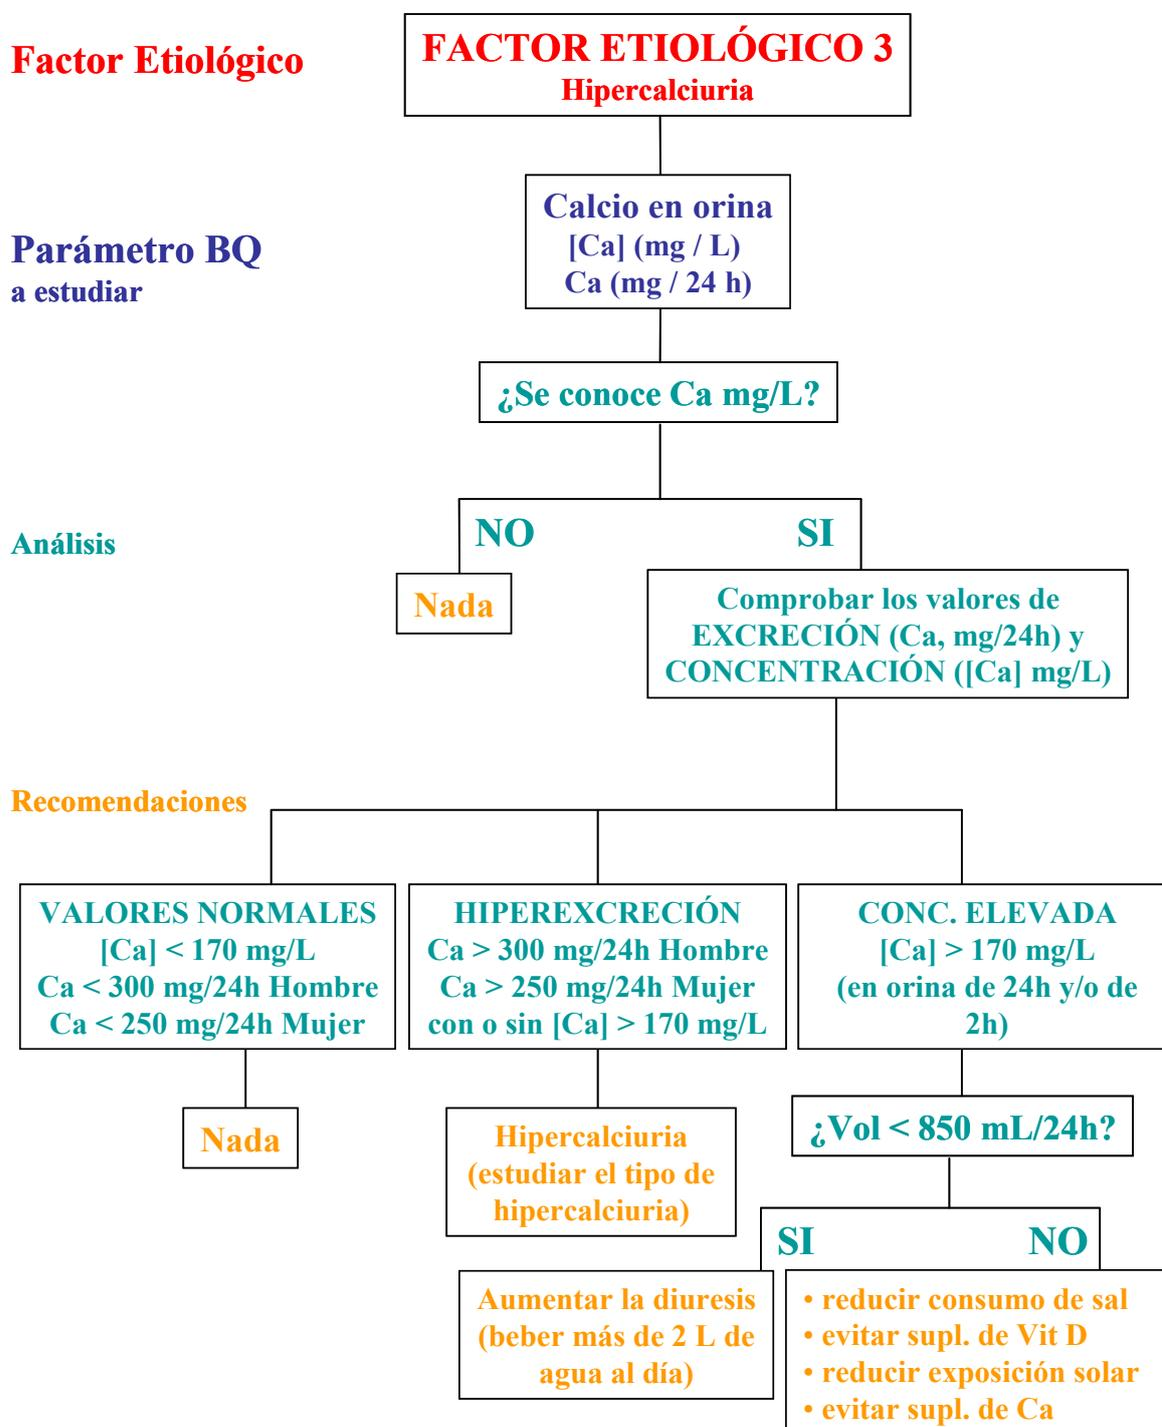 Factor Etiológico
FACTOR ETIOLÓGICO 3
Hipercalciuria
Parámetro BQ
a estudiar
Calcio en orina
[Ca] (mg / L)
Ca (mg / 24 h)
¿Se conoce Ca mg/L?
Análisis
NO
SI
Nada
Comprobar los valores de
EXCRECIÓN (Ca, mg/24h) y
CONCENTRACIÓN ([Ca] mg/L)
Recomendaciones
VALORES NORMALES
[Ca] < 170 mg/L
Ca < 300 mg/24h Hombre
Ca < 250 mg/24h Mujer
HIPEREXCRECIÓN
Ca > 300 mg/24h Hombre
Ca > 250 mg/24h Mujer
con o sin [Ca] > 170 mg/L
CONC. ELEVADA
[Ca] > 170 mg/L
(en orina de 24h y/o de
2h)
Nada
Hipercalciuria
(estudiar el tipo de
hipercalciuria)
¿Vol < 850 mL/24h?
SI
NO
Aumentar la diuresis
(beber más de 2 L de
agua al día)
• reducir consumo de sal
• evitar supl. de Vit D
• reducir exposición solar
• evitar supl. de Ca